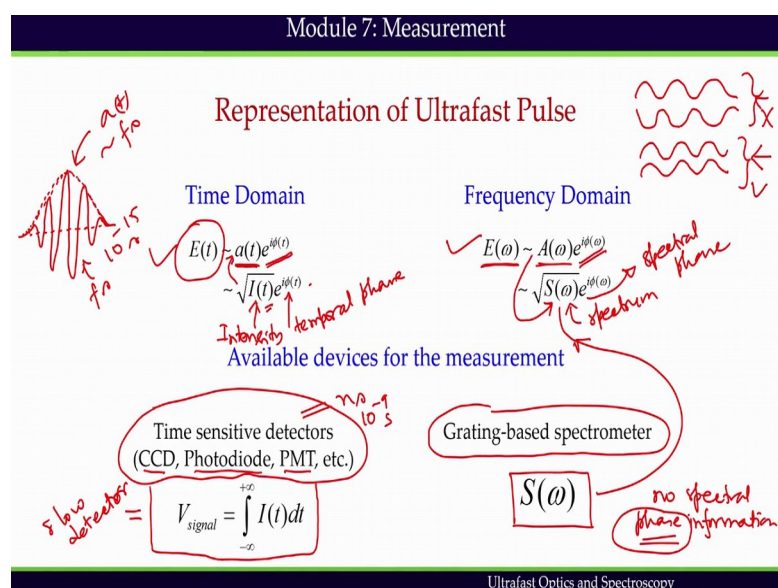 Module 7: Measurement
Representation of Ultrafast Pulse
a(t)
~ fs
10⁻¹⁵ s
fs
Time Domain
E(t) ~ a(t)e^{iϕ(t)}
~ √I(t) e^{iϕ(t)}
Intensity temporal phase
Frequency Domain
E(ω) ~ A(ω)e^{iϕ(ω)}
~ √S(ω) e^{iϕ(ω)}
spectral phase
spectrum
Available devices for the measurement
ns
10⁻⁹ s
Time sensitive detectors
(CCD, Photodiode, PMT, etc.)
slow detector =
V_{signal} = ∫_{-∞}^{+∞} I(t)dt
Grating-based spectrometer
S(ω)
no spectral
phase information
Ultrafast Optics and Spectroscopy